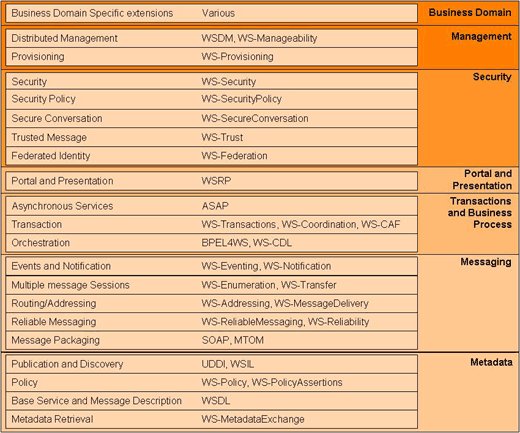 Business Domain Specific extensions Various Business Domain
Distributed Management WSDM, WS-Manageability Management
Provisioning WS-Provisioning
Security WS-Security Security
Security Policy WS-SecurityPolicy
Secure Conversation WS-SecureConversation
Trusted Message WS-Trust
Federated Identity WS-Federation
Portal and Presentation WSRP Portal and
Presentation
Asynchronous Services ASAP Transactions
and Business
Process
Transaction WS-Transactions, WS-Coordination, WS-CAF
Orchestration BPEL4WS, WS-CDL
Events and Notification WS-Eventing, WS-Notification Messaging
Multiple message Sessions WS-Enumeration, WS-Transfer
Routing/Addressing WS-Addressing, WS-MessageDelivery
Reliable Messaging WS-ReliableMessaging, WS-Reliability
Message Packaging SOAP, MTOM
Publication and Discovery UDDI, WSIL Metadata
Policy WS-Policy, WS-PolicyAssertions
Base Service and Message Description WSDL
Metadata Retrieval WS-MetadataExchange